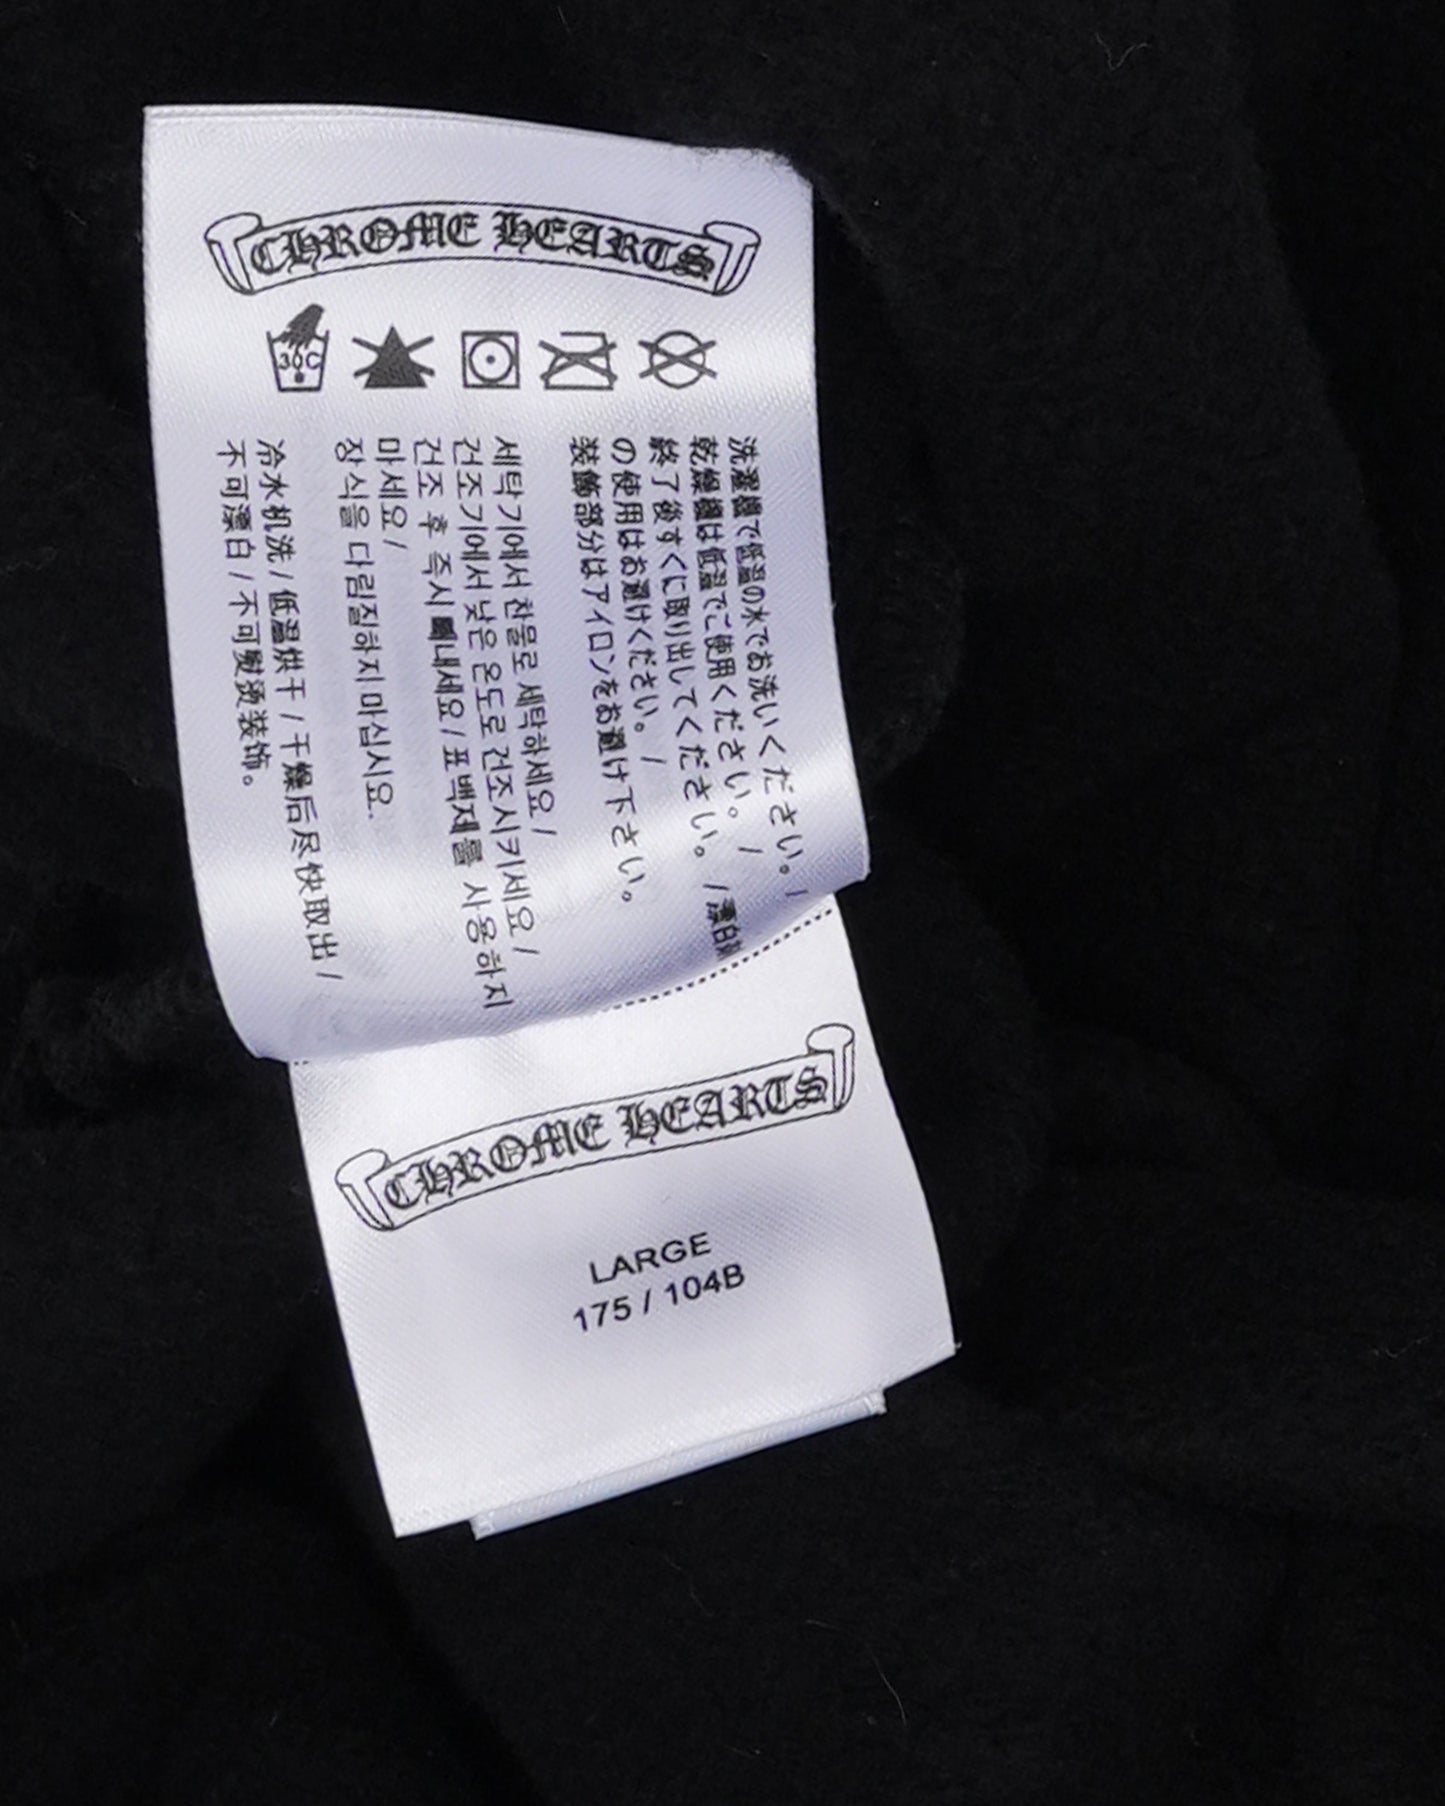 CHROME HEARTS
30C
洗濯機で低温の水でお洗いください。 /
乾燥機は低温でご使用ください。 /
終了後すぐに取り出してください。 / 漂白剤
の使用はお避けください。 /
装飾部分はアイロンをお避け下さい。
세탁기에서 찬물로 세탁하세요 /
건조기에서 낮은 온도로 건조시키세요 /
건조 후 즉시 빼내세요 / 표백제를 사용하지
마세요 /
장식을 다림질하지 마십시요.
冷水机洗 / 低温烘干 / 干燥后尽快取出 /
不可漂白 / 不可熨烫装饰。
CHROME HEARTS
LARGE
175 / 104B